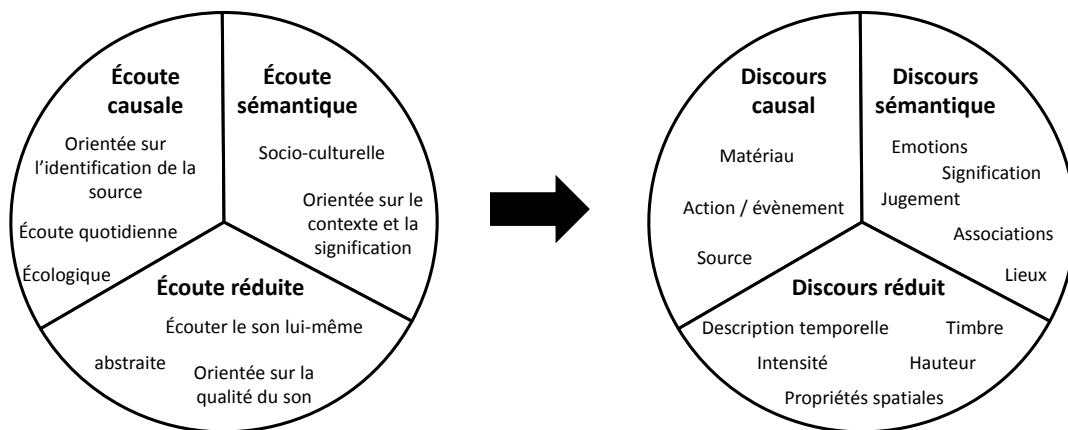 Écoute
causale
Orientée sur
l'identification de la
source
Écoute quotidienne
Écologique
Écoute
sémantique
Socio-culturelle
Orientée sur le
contexte et la
signification
Écoute réduite
Écouter le son lui-même
abstraite
Orientée sur la
qualité du son
Discours
causal
Matériau
Action / évènement
Source
Discours
sémantique
Emotions
Signification
Jugement
Associations
Lieux
Discours réduit
Description temporelle
Timbre
Intensité
Hauteur
Propriétés spatiales